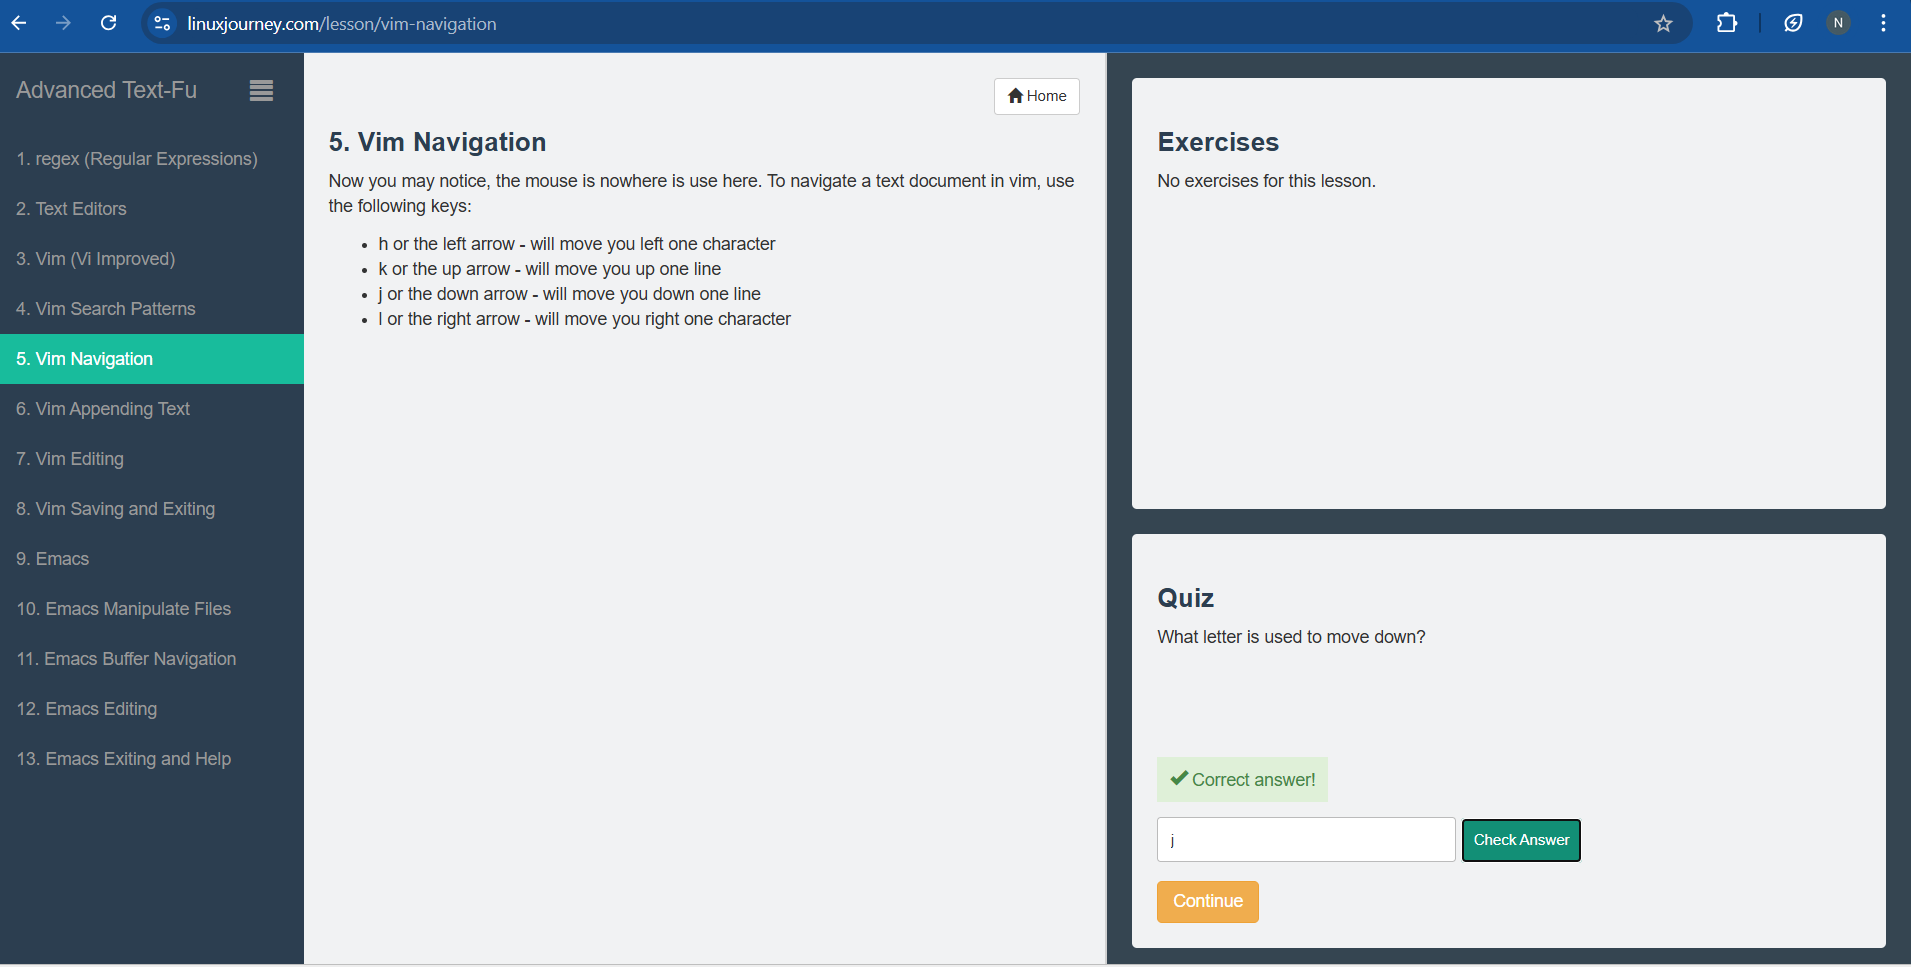 linuxjourney.com/lesson/vim-navigation
N
Advanced Text-Fu
1. regex (Regular Expressions)
2. Text Editors
3. Vim (Vi Improved)
4. Vim Search Patterns
5. Vim Navigation
6. Vim Appending Text
7. Vim Editing
8. Vim Saving and Exiting
9. Emacs
10. Emacs Manipulate Files
11. Emacs Buffer Navigation
12. Emacs Editing
13. Emacs Exiting and Help
Home
5. Vim Navigation
Now you may notice, the mouse is nowhere is use here. To navigate a text document in vim, use
the following keys:
• h or the left arrow - will move you left one character
• k or the up arrow - will move you up one line
• j or the down arrow - will move you down one line
• l or the right arrow - will move you right one character
Exercises
No exercises for this lesson.
Quiz
What letter is used to move down?
Correct answer!
j
Check Answer
Continue